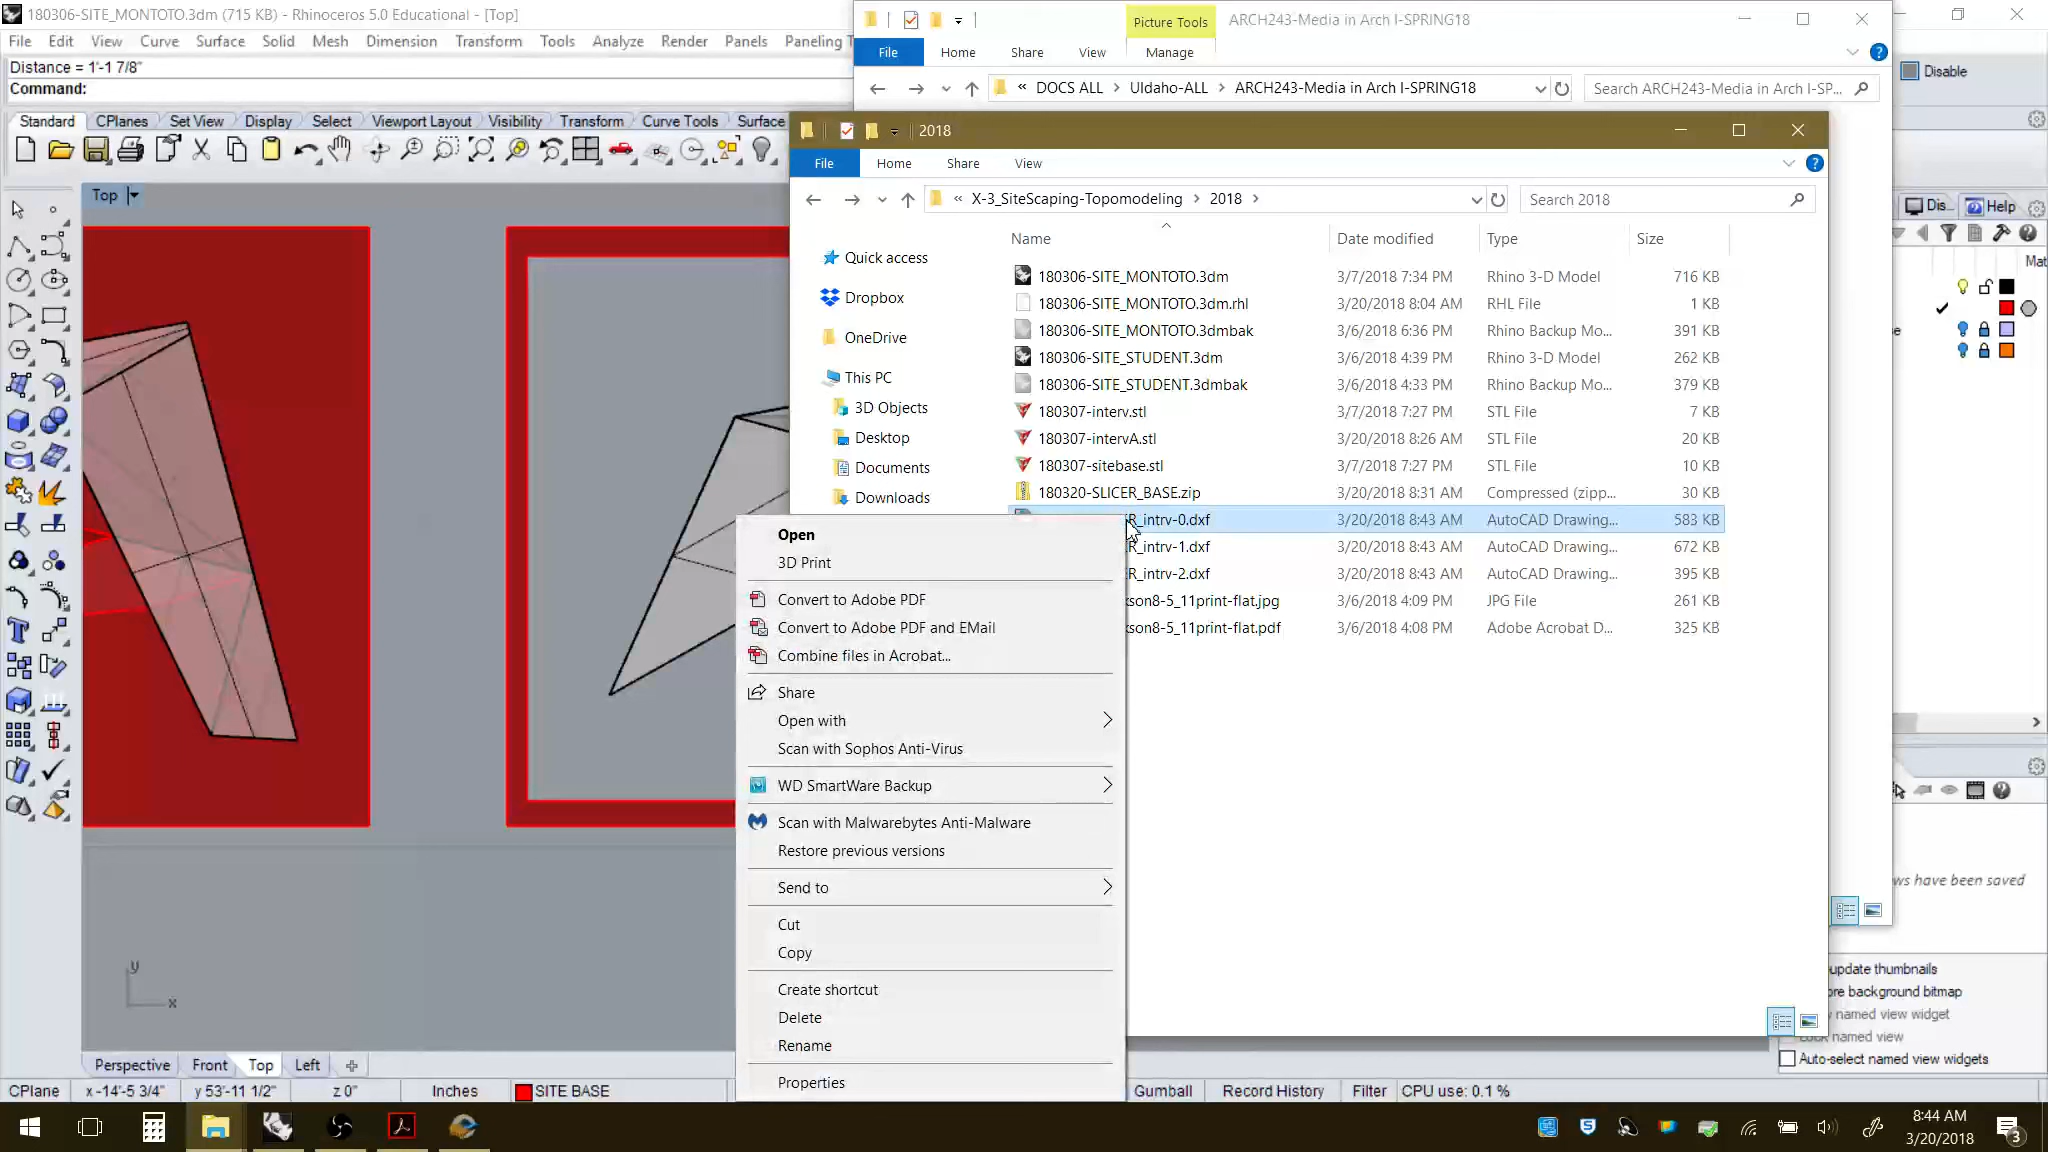 180306-SITE_MONTOTO.3dm (715 KB) - Rhinoceros 5.0 Educational - [Top]
File Edit View Curve Surface Solid Mesh Dimension Transform Tools Analyze Render Panels Paneling T
Distance = 1'-1 7/8"
Command:
Standard CPlanes Set View Display Select Viewport Layout Visibility Transform Curve Tools Surface
Top
Picture Tools ARCH243-Media in Arch I-SPRING18
File Home Share View Manage
« DOCS ALL > UIdaho-ALL > ARCH243-Media in Arch I-SPRING18
Search ARCH243-Media in Arch I-SP...
Disable
2018
File Home Share View
« X-3_SiteScaping-Topomodeling > 2018 >
Search 2018
Dis... Help
Mat
Quick access
Dropbox
OneDrive
This PC
3D Objects
Desktop
Documents
Downloads
Name Date modified Type Size
180306-SITE_MONTOTO.3dm 3/7/2018 7:34 PM Rhino 3-D Model 716 KB
180306-SITE_MONTOTO.3dm.rhl 3/20/2018 8:04 AM RHL File 1 KB
180306-SITE_MONTOTO.3dmbak 3/6/2018 6:36 PM Rhino Backup Mo... 391 KB
180306-SITE_STUDENT.3dm 3/6/2018 4:39 PM Rhino 3-D Model 262 KB
180306-SITE_STUDENT.3dmbak 3/6/2018 4:33 PM Rhino Backup Mo... 379 KB
180307-interv.stl 3/7/2018 7:27 PM STL File 7 KB
180307-intervA.stl 3/20/2018 8:26 AM STL File 20 KB
180307-sitebase.stl 3/7/2018 7:27 PM STL File 10 KB
180320-SLICER_BASE.zip 3/20/2018 8:31 AM Compressed (zipp... 30 KB
R_intrv-0.dxf 3/20/2018 8:43 AM AutoCAD Drawing... 583 KB
R_intrv-1.dxf 3/20/2018 8:43 AM AutoCAD Drawing... 672 KB
R_intrv-2.dxf 3/20/2018 8:43 AM AutoCAD Drawing... 395 KB
kson8-5_11print-flat.jpg 3/6/2018 4:09 PM JPG File 261 KB
kson8-5_11print-flat.pdf 3/6/2018 4:08 PM Adobe Acrobat D... 325 KB
Open
3D Print
Convert to Adobe PDF
Convert to Adobe PDF and EMail
Combine files in Acrobat...
Share
Open with
Scan with Sophos Anti-Virus
WD SmartWare Backup
Scan with Malwarebytes Anti-Malware
Restore previous versions
Send to
Cut
Copy
Create shortcut
Delete
Rename
Properties
ws have been saved
update thumbnails
ore background bitmap
named view widget
Lock named view
Auto-select named view widgets
y
x
Perspective Front Top Left
CPlane x -14'-5 3/4" y 53'-11 1/2" z 0" Inches SITE BASE Gumball Record History Filter CPU use: 0.1 %
8:44 AM
3/20/2018
3